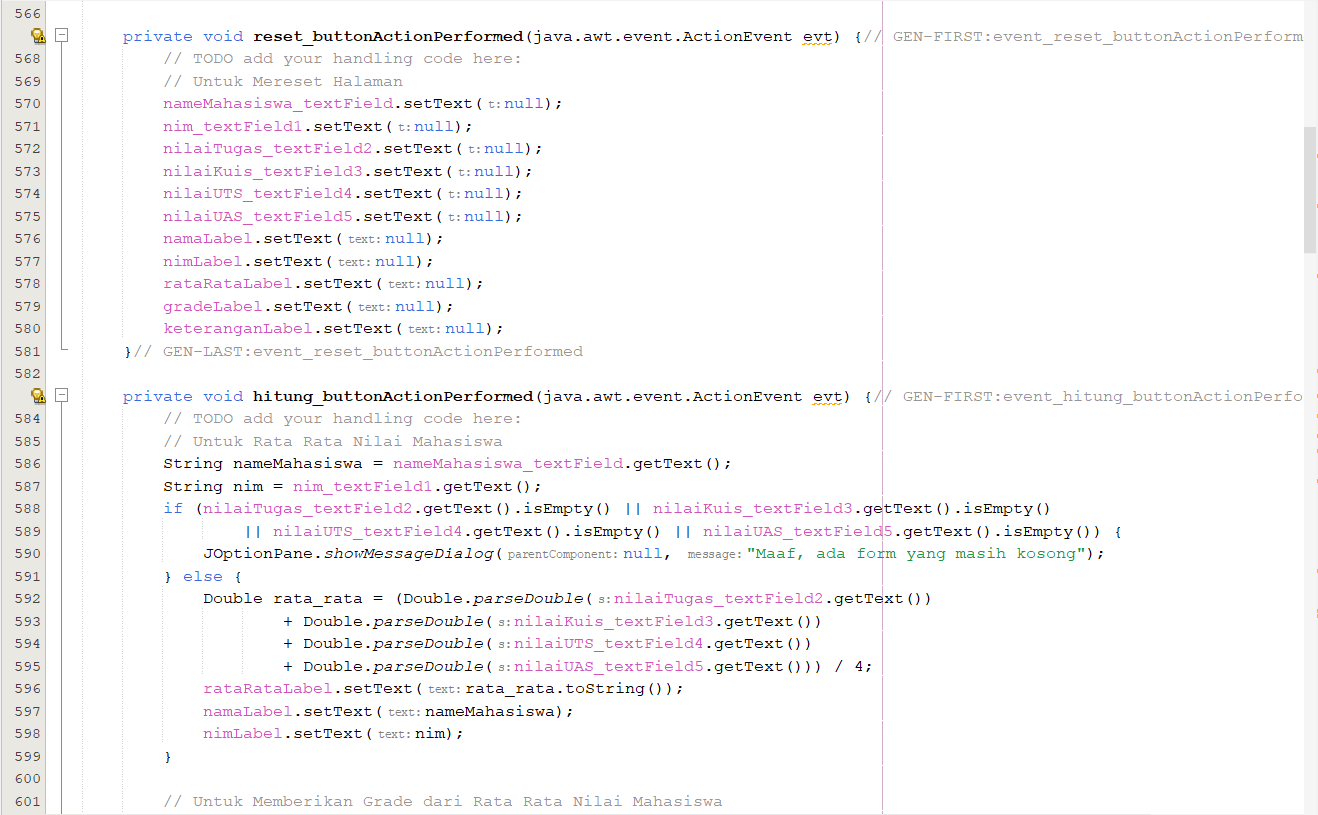 566
private void reset_buttonActionPerformed(java.awt.event.ActionEvent evt) {// GEN-FIRST:event_reset_buttonActionPerform
568 // TODO add your handling code here:
569 // Untuk Mereset Halaman
570 nameMahasiswa_textField.setText( t: null);
571 nim_textField1.setText( t: null);
572 nilaiTugas_textField2.setText( t: null);
573 nilaiKuis_textField3.setText( t: null);
574 nilaiUTS_textField4.setText( t: null);
575 nilaiUAS_textField5.setText( t: null);
576 namaLabel.setText( text: null);
577 nimLabel.setText( text: null);
578 rataRataLabel.setText( text: null);
579 gradeLabel.setText( text: null);
580 keteranganLabel.setText( text: null);
581 }// GEN-LAST:event_reset_buttonActionPerformed
582
private void hitung_buttonActionPerformed(java.awt.event.ActionEvent evt) {// GEN-FIRST:event_hitung_buttonActionPerfo
584 // TODO add your handling code here:
585 // Untuk Rata Rata Nilai Mahasiswa
586 String nameMahasiswa = nameMahasiswa_textField.getText();
587 String nim = nim_textField1.getText();
588 if (nilaiTugas_textField2.getText().isEmpty() || nilaiKuis_textField3.getText().isEmpty()
589 || nilaiUTS_textField4.getText().isEmpty() || nilaiUAS_textField5.getText().isEmpty()) {
590 JOptionPane.showMessageDialog( parentComponent: null, message: "Maaf, ada form yang masih kosong");
591 } else {
592 Double rata_rata = (Double.parseDouble( s: nilaiTugas_textField2.getText())
593 + Double.parseDouble( s: nilaiKuis_textField3.getText())
594 + Double.parseDouble( s: nilaiUTS_textField4.getText())
595 + Double.parseDouble( s: nilaiUAS_textField5.getText())) / 4;
596 rataRataLabel.setText( text: rata_rata.toString());
597 namaLabel.setText( text: nameMahasiswa);
598 nimLabel.setText( text: nim);
599 }
600
601 // Untuk Memberikan Grade dari Rata Rata Nilai Mahasiswa